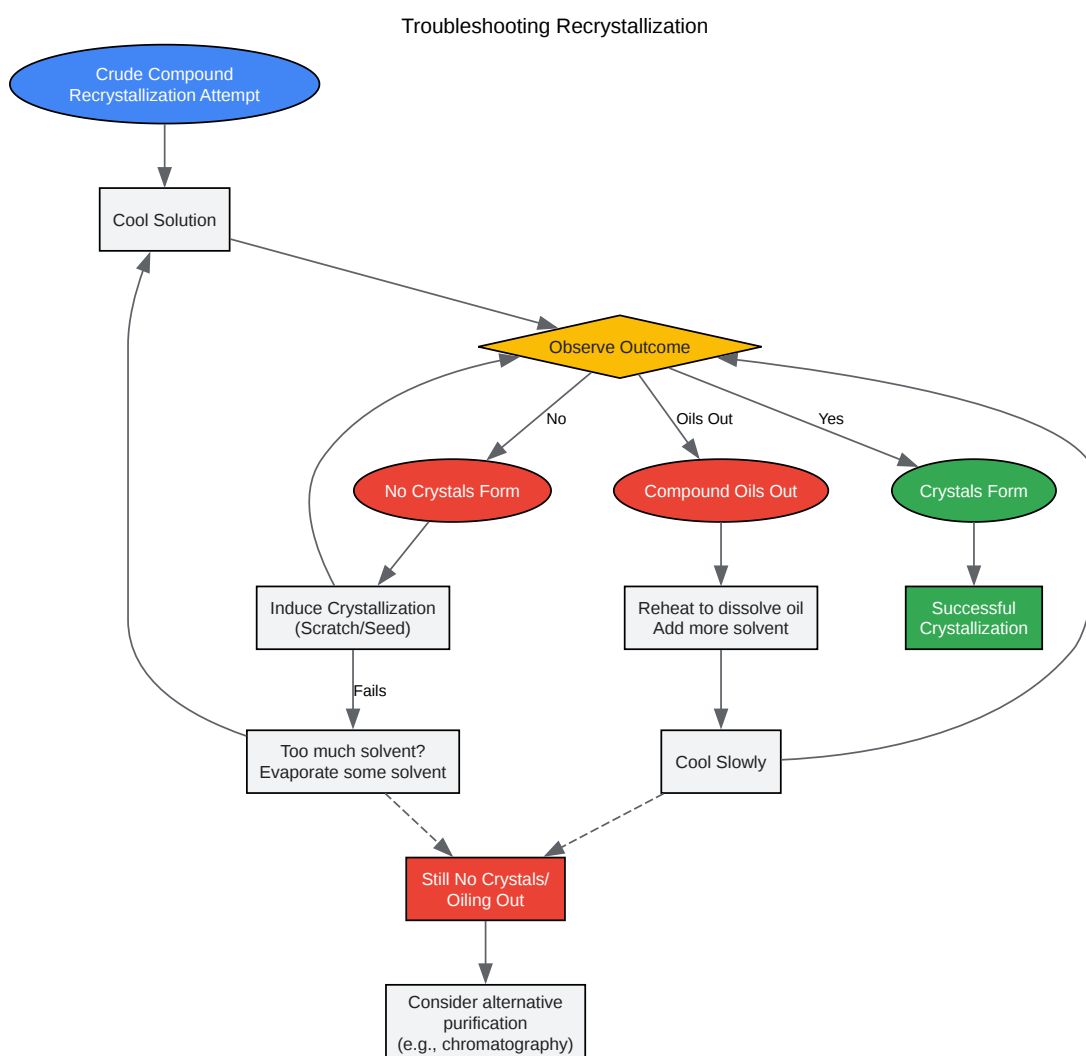 Troubleshooting Recrystallization
Crude Compound
Recrystallization Attempt
Cool Solution
Observe Outcome
No
Oils Out
Yes
No Crystals Form
Compound Oils Out
Crystals Form
Induce Crystallization
(Scratch/Seed)
Reheat to dissolve oil
Add more solvent
Successful
Crystallization
Fails
Too much solvent?
Evaporate some solvent
Cool Slowly
Still No Crystals/
Oiling Out
Consider alternative
purification
(e.g., chromatography)